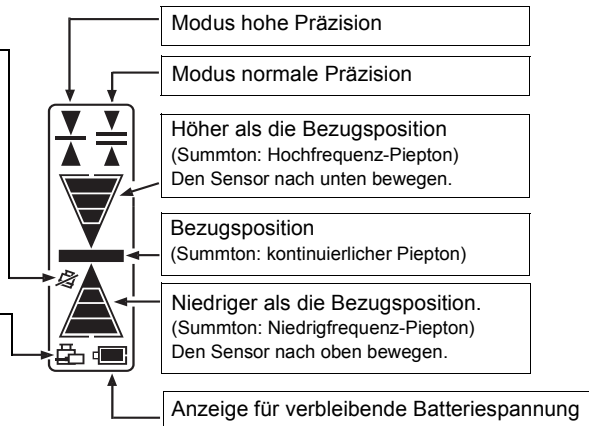 Modus hohe Präzision
Modus normale Präzision
Höher als die Bezugsposition
(Summton: Hochfrequenz-Piepton)
Den Sensor nach unten bewegen.
Bezugsposition
(Summton: kontinuierlicher Piepton)
Niedriger als die Bezugsposition.
(Summton: Niedrigfrequenz-Piepton)
Den Sensor nach oben bewegen.
Anzeige für verbleibende Batteriespannung